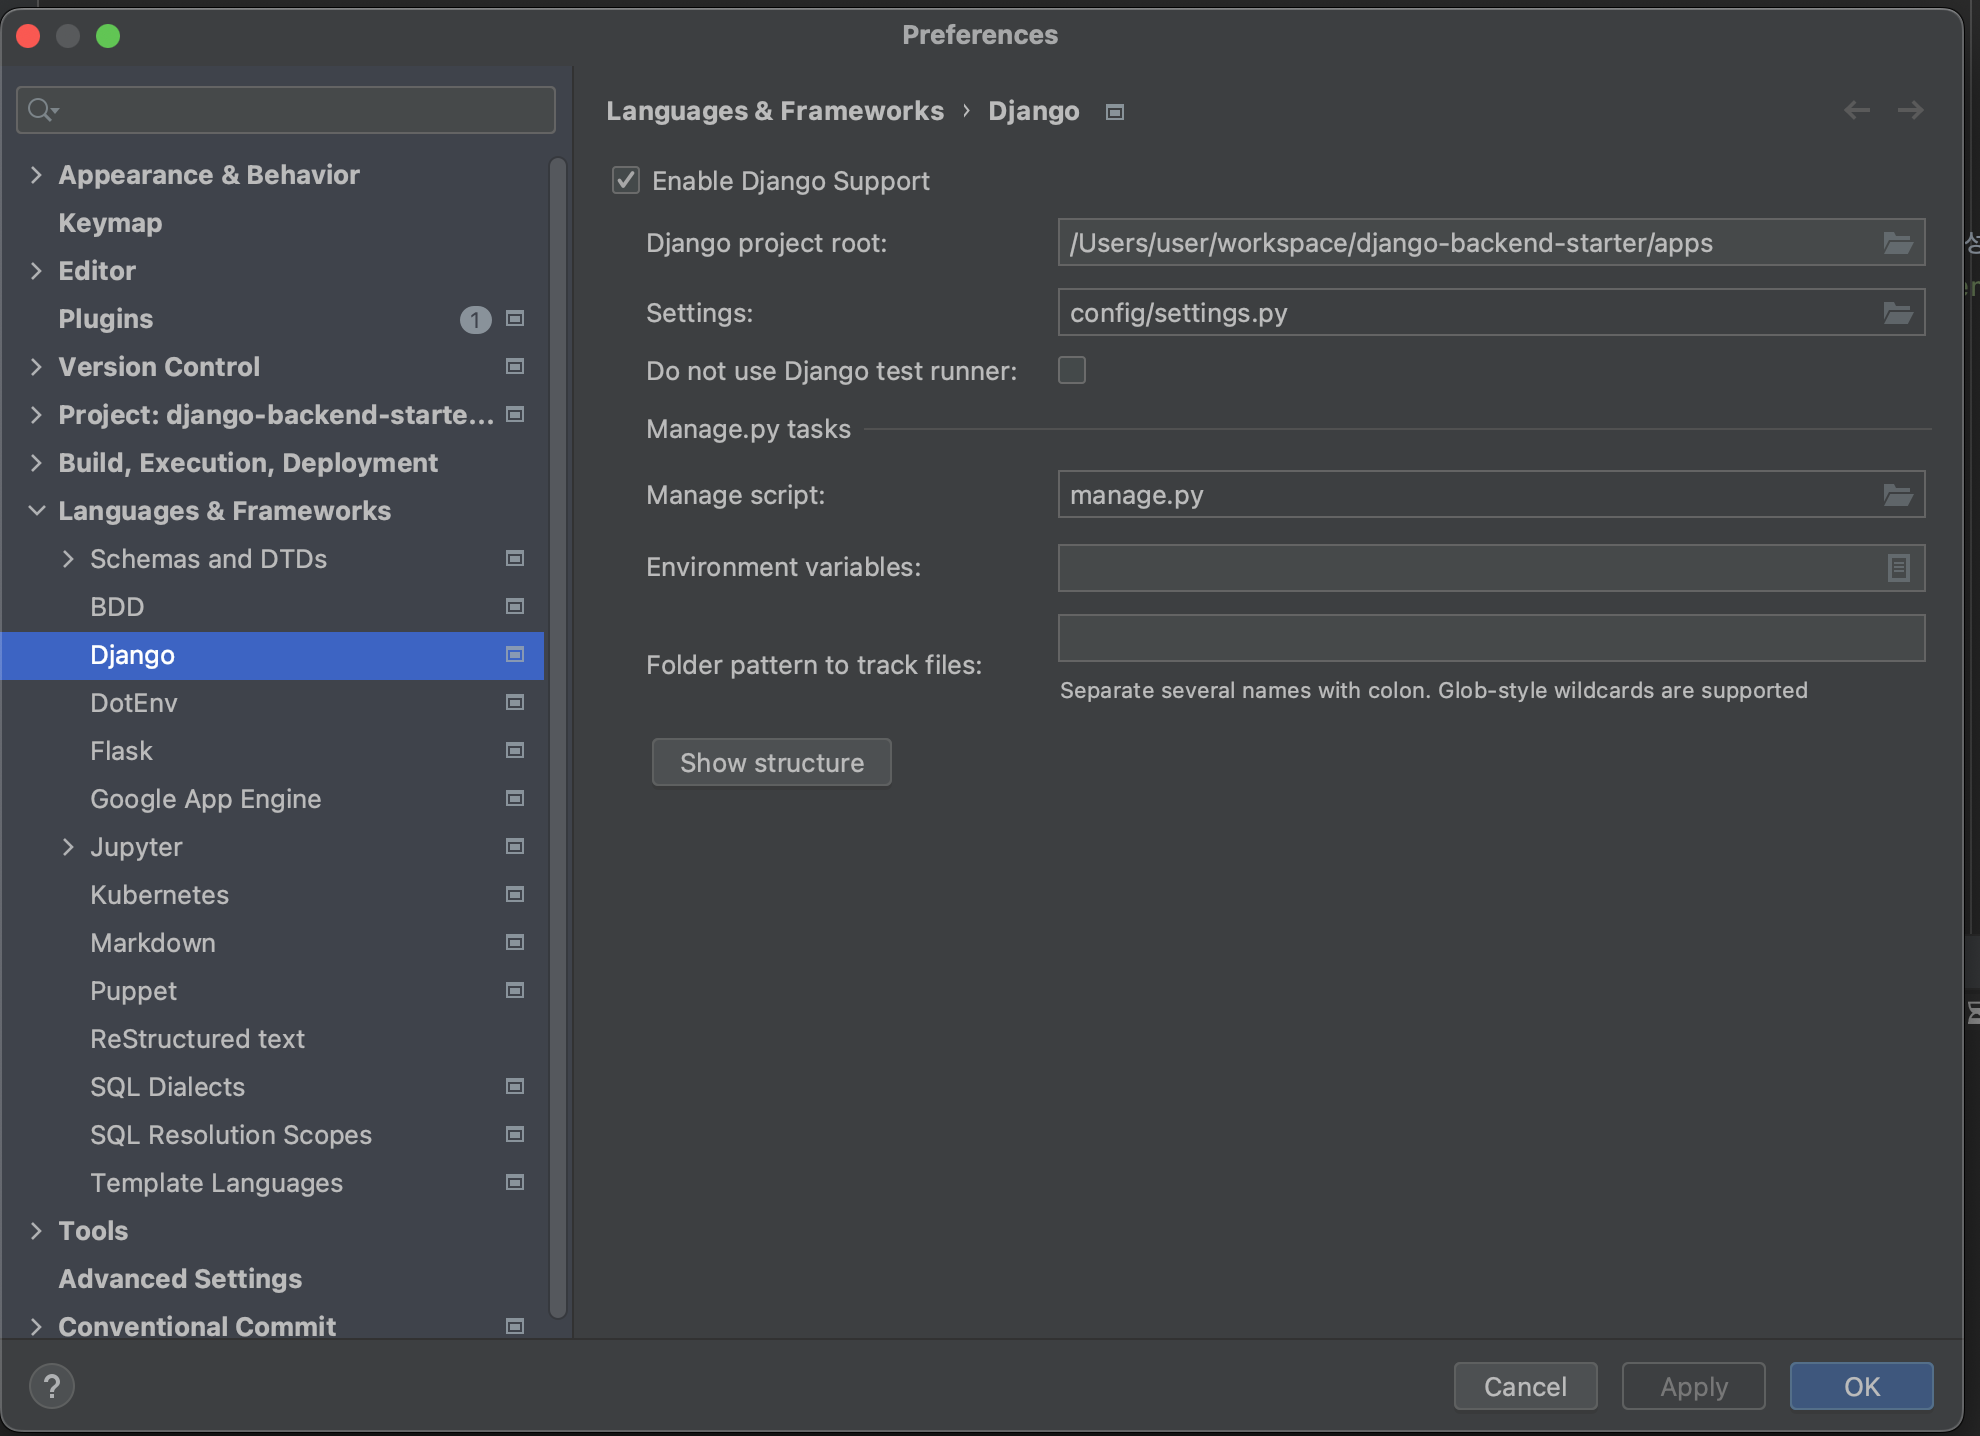 Preferences
Appearance & Behavior
Keymap
Editor
Plugins 1
Version Control
Project: django-backend-starte...
Build, Execution, Deployment
Languages & Frameworks
Schemas and DTDs
BDD
Django
DotEnv
Flask
Google App Engine
Jupyter
Kubernetes
Markdown
Puppet
ReStructured text
SQL Dialects
SQL Resolution Scopes
Template Languages
Tools
Advanced Settings
Conventional Commit
Languages & Frameworks › Django
Enable Django Support
Django project root: /Users/user/workspace/django-backend-starter/apps
Settings: config/settings.py
Do not use Django test runner:
Manage.py tasks
Manage script: manage.py
Environment variables:
Folder pattern to track files:
Separate several names with colon. Glob-style wildcards are supported
Show structure
?
Cancel
Apply
OK